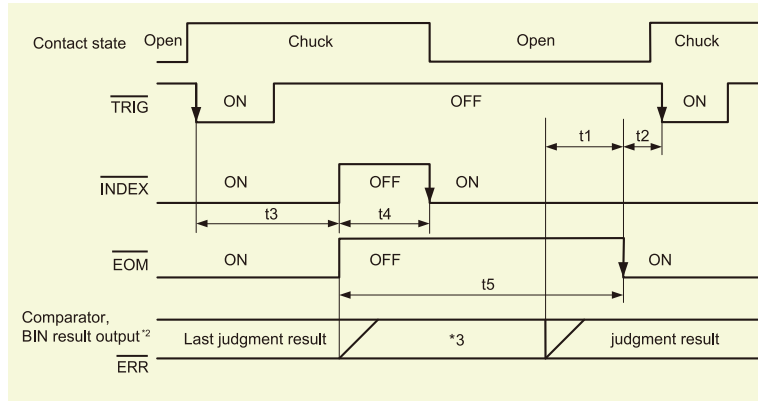 Contact state Open Chuck Open Chuck
TRIG ON OFF ON
t1 t2
INDEX ON OFF ON
t3 t4
EOM ON OFF ON
t5
Comparator,
BIN result output*2 Last judgment result *3 judgment result
ERR